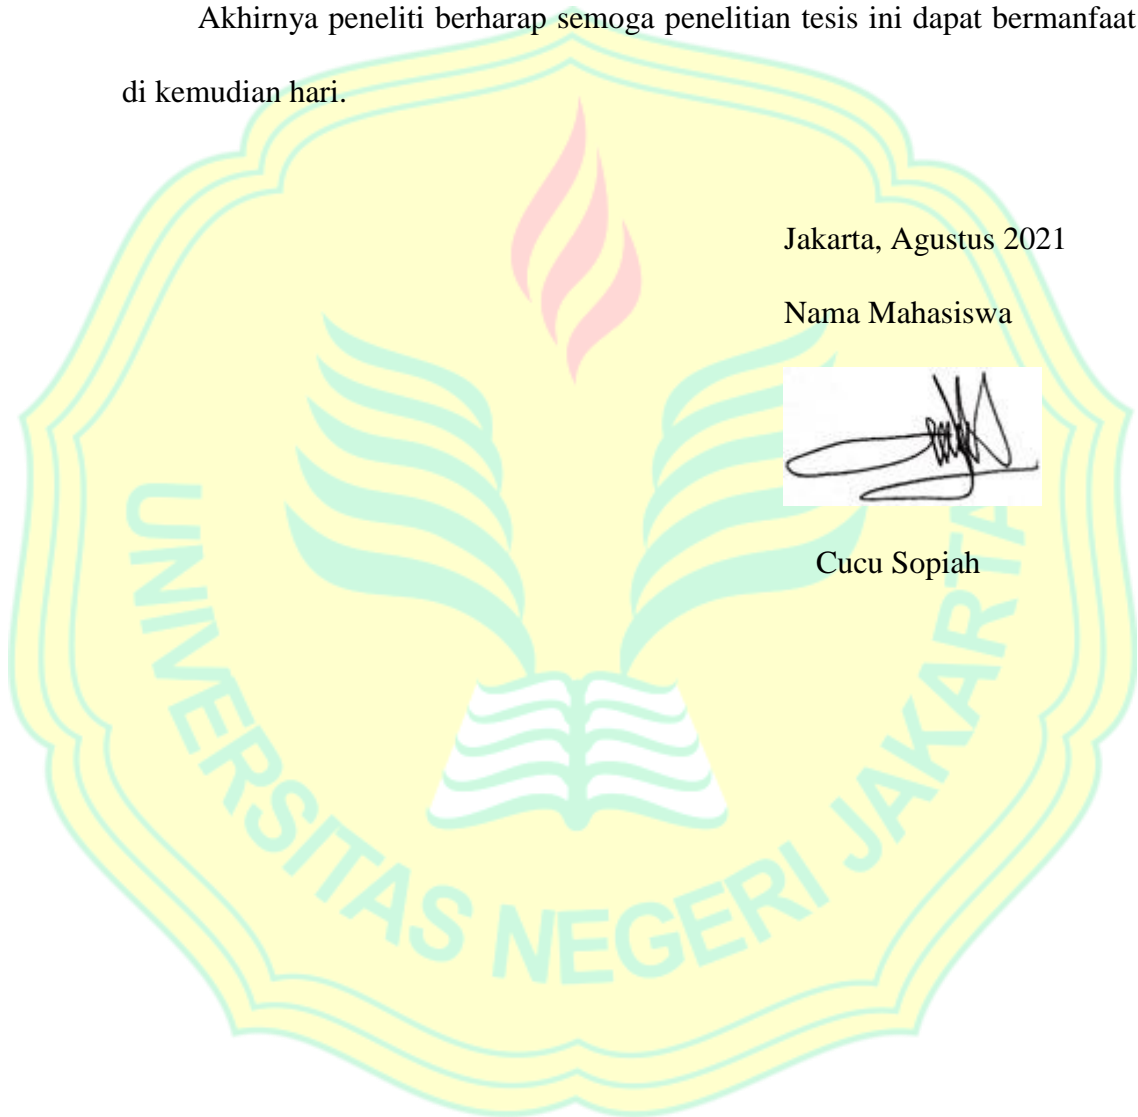 Akhirnya peneliti berharap semoga penelitian tesis ini dapat bermanfaat
di kemudian hari.
Jakarta, Agustus 2021
Nama Mahasiswa
Cucu Sopiah
UNIVERSITAS NEGERI JAKARTA